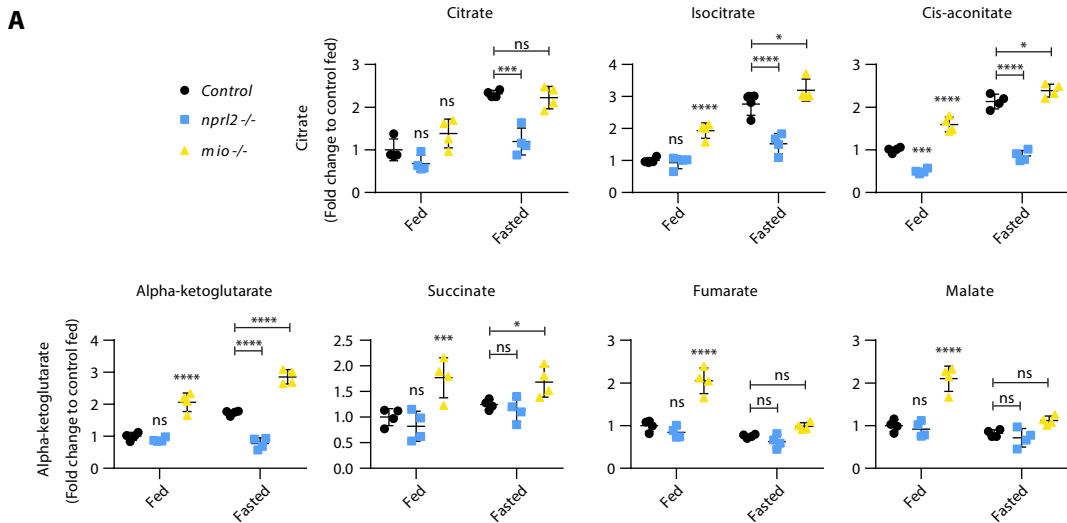 A
Control
nprl2 -/-
mio -/-
Citrate
Citrate
(Fold change to control fed)
3
2
1
0
ns
ns
***
ns
Fed
Fasted
Isocitrate
4
3
2
1
0
ns
****
*
****
Fed
Fasted
Cis-aconitate
3
2
1
0
***
****
*
****
Fed
Fasted
Alpha-ketoglutarate
Alpha-ketoglutarate
(Fold change to control fed)
4
3
2
1
0
ns
****
****
****
Fed
Fasted
Succinate
2.5
2.0
1.5
1.0
0.5
0.0
ns
***
*
ns
Fed
Fasted
Fumarate
3
2
1
0
ns
****
ns
ns
Fed
Fasted
Malate
3
2
1
0
ns
****
ns
ns
Fed
Fasted